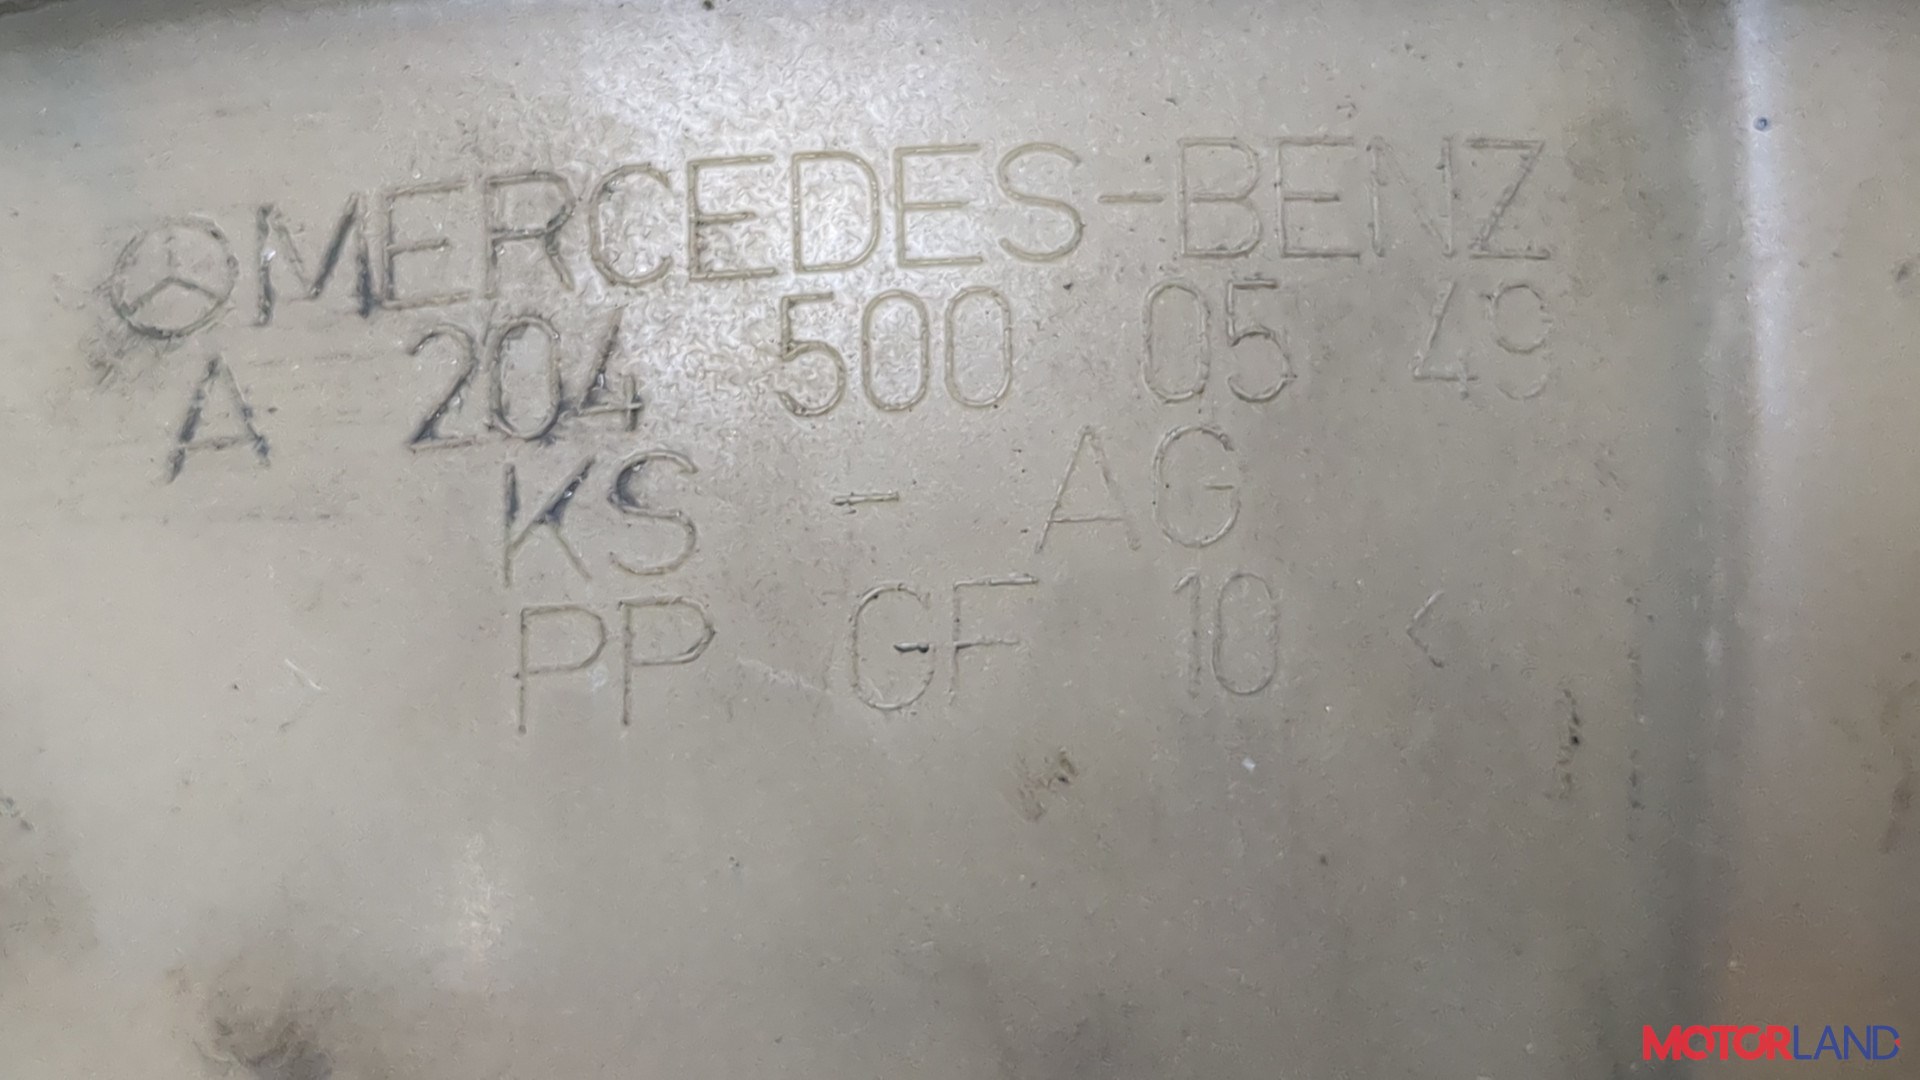 MERCEDES-BENZ
A 204 500 05 49
KS - AG
> PP GF 10 <
MOTORLAND